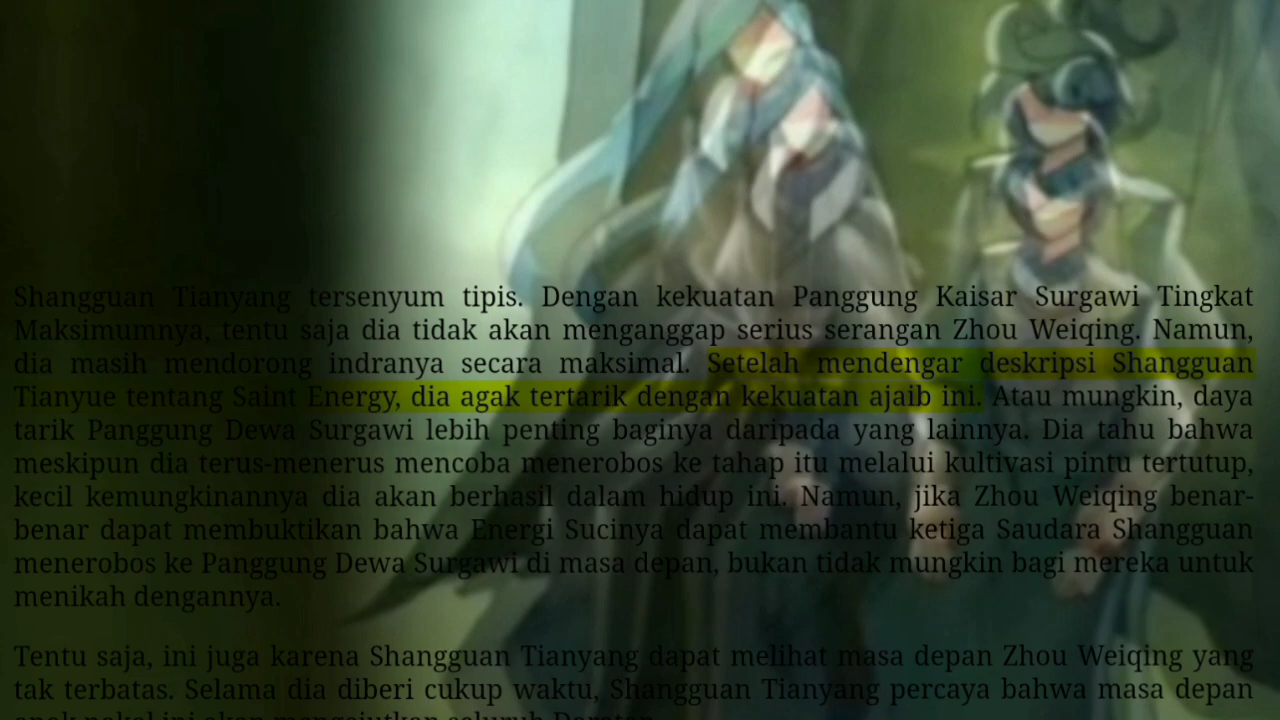 Shangguan Tianyang tersenyum tipis. Dengan kekuatan Panggung Kaisar Surgawi Tingkat
Maksimumnya, tentu saja dia tidak akan menganggap serius serangan Zhou Weiqing. Namun,
dia masih mendorong indranya secara maksimal. Setelah mendengar deskripsi Shangguan
Tianyue tentang Saint Energy, dia agak tertarik dengan kekuatan ajaib ini. Atau mungkin, daya
tarik Panggung Dewa Surgawi lebih penting baginya daripada yang lainnya. Dia tahu bahwa
meskipun dia terus-menerus mencoba menerobos ke tahap itu melalui kultivasi pintu tertutup,
kecil kemungkinannya dia akan berhasil dalam hidup ini. Namun, jika Zhou Weiqing benar-
benar dapat membuktikan bahwa Energi Sucinya dapat membantu ketiga Saudara Shangguan
menerobos ke Panggung Dewa Surgawi di masa depan, bukan tidak mungkin bagi mereka untuk
menikah dengannya.
Tentu saja, ini juga karena Shangguan Tianyang dapat melihat masa depan Zhou Weiqing yang
tak terbatas. Selama dia diberi cukup waktu, Shangguan Tianyang percaya bahwa masa depan